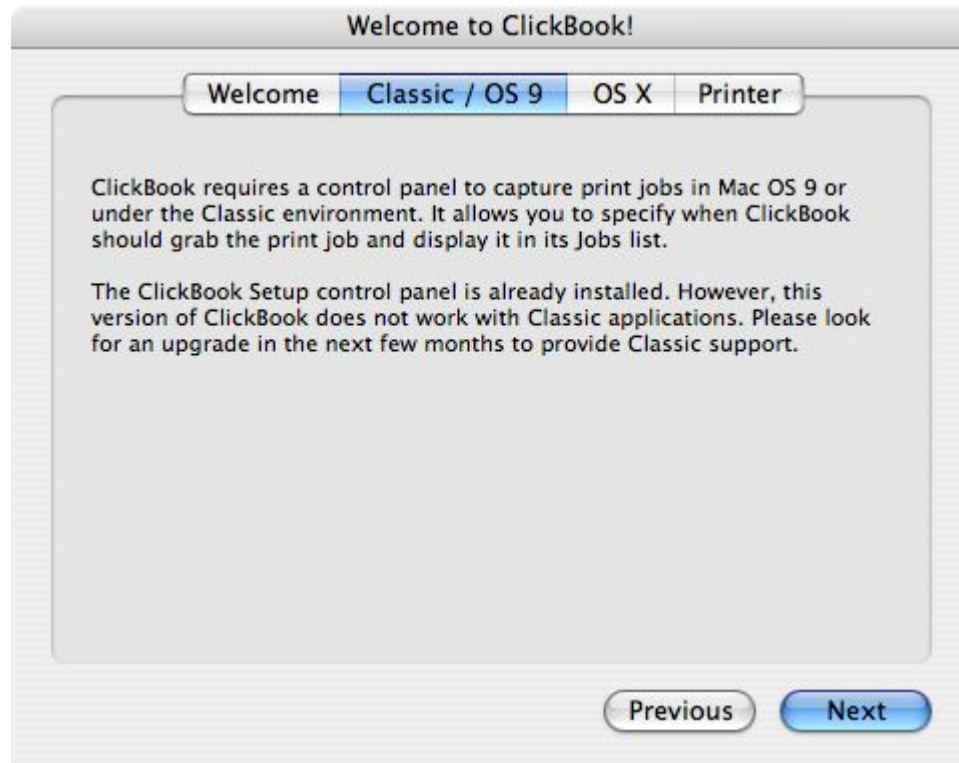 Welcome to ClickBook!
Welcome Classic / OS 9 OS X Printer
ClickBook requires a control panel to capture print jobs in Mac OS 9 or
under the Classic environment. It allows you to specify when ClickBook
should grab the print job and display it in its Jobs list.
The ClickBook Setup control panel is already installed. However, this
version of ClickBook does not work with Classic applications. Please look
for an upgrade in the next few months to provide Classic support.
Previous Next